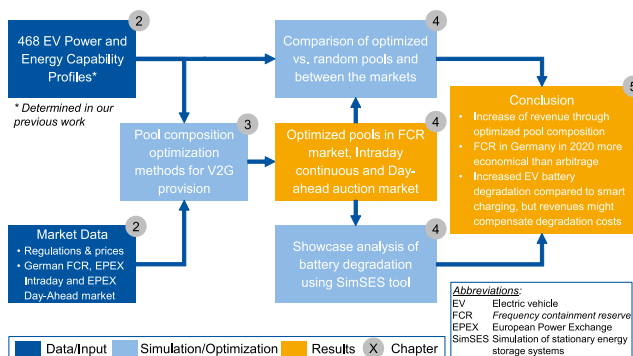 2
468 EV Power and
Energy Capability
Profiles*
* Determined in our
previous work
4
Comparison of optimized
vs. random pools and
between the markets
3
Pool composition
optimization
methods for V2G
provision
4
Optimized pools in FCR
market, Intraday
continuous and Day-
ahead auction market
5
Conclusion
• Increase of revenue through
optimized pool composition
• FCR in Germany in 2020 more
economical than arbitrage
• Increased EV battery
degradation compared to smart
charging, but revenues might
compensate degradation costs
2
Market Data
• Regulations & prices
• German FCR, EPEX
Intraday and EPEX
Day-Ahead market
4
Showcase analysis of
battery degradation
using SimSES tool
Abbreviations:
EV Electric vehicle
FCR Frequency containment reserve
EPEX European Power Exchange
SimSES Simulation of stationary energy
storage systems
Data/Input Simulation/Optimization Results X Chapter